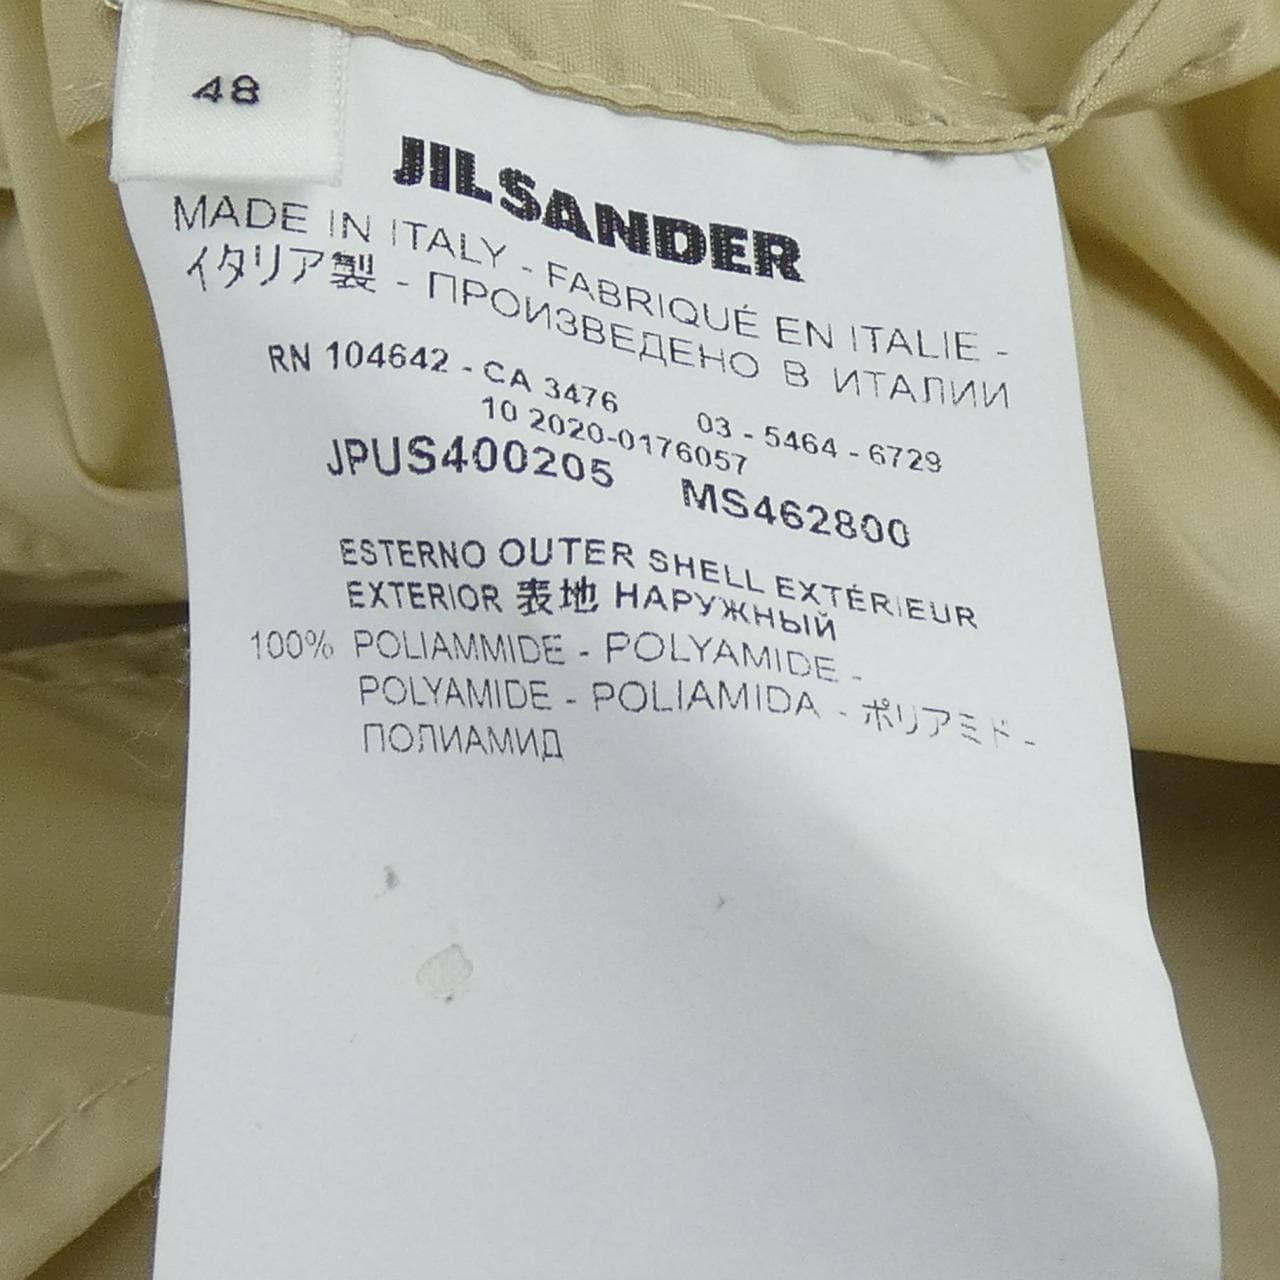 48
JIL SANDER
MADE IN ITALY - FABRIQUÉ EN ITALIE -
イタリア製 - ПРОИЗВЕДЕНО В ИТАЛИИ
RN 104642 - CA 3476 03 - 5464 - 6729
10 2020-0176057
JPUS400205 MS462800
ESTERNO OUTER SHELL EXTÉRIEUR
EXTERIOR 表地 НАРУЖНЫЙ
100% POLIAMMIDE - POLYAMIDE -
POLYAMIDE - POLIAMIDA - ポリアミド -
ПОЛИАМИД